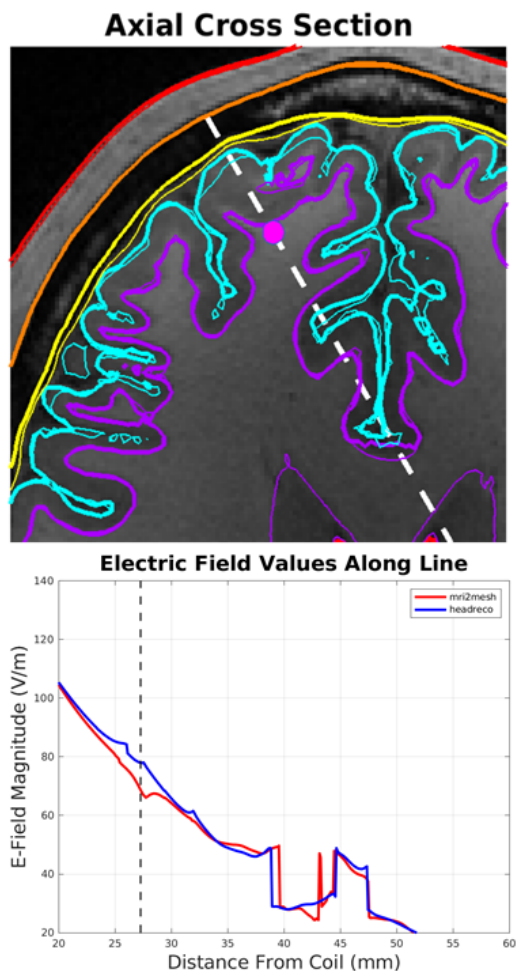 Axial Cross Section
Electric Field Values Along Line
140
120
100
80
60
40
20
E-Field Magnitude (V/m)
mri2mesh
headreco
20
25
30
35
40
45
50
55
60
Distance From Coil (mm)